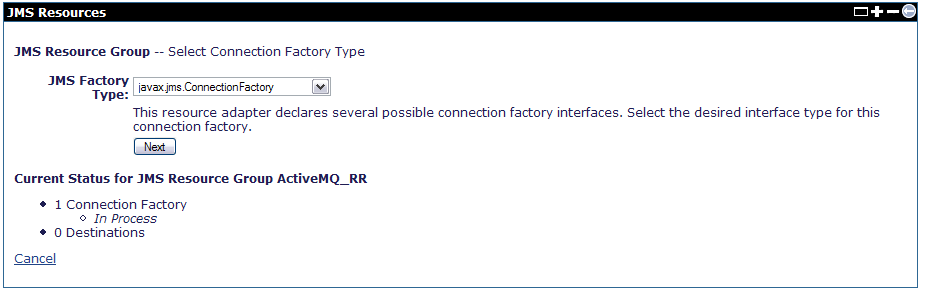 JMS Resources
JMS Resource Group -- Select Connection Factory Type
JMS Factory Type:
javax.jms.ConnectionFactory
This resource adapter declares several possible connection factory interfaces. Select the desired interface type for this
connection factory.
Next
Current Status for JMS Resource Group ActiveMQ_RR
1 Connection Factory
In Process
0 Destinations
Cancel